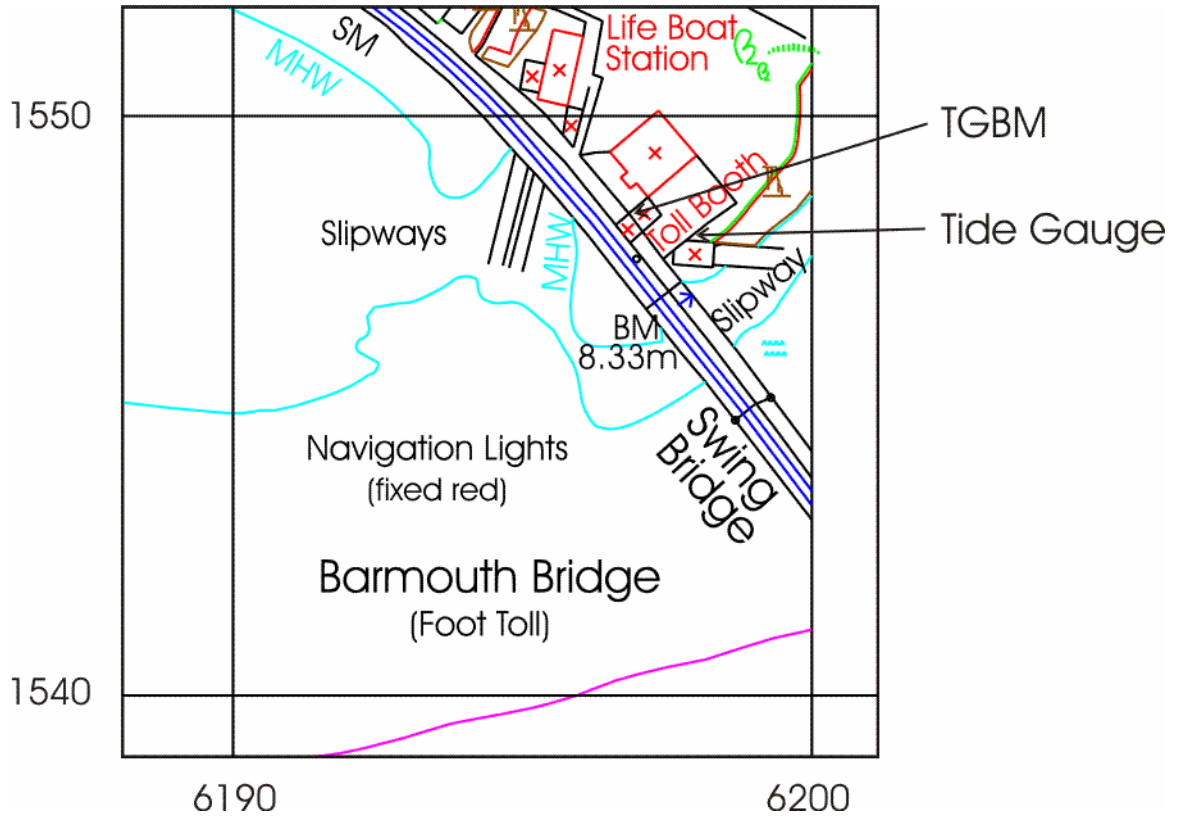 SM
MHW
Life Boat
Station
1550
TGBM
Toll Booth
Slipways
MHW
Tide Gauge
Slipway
BM
8.33m
Swing
Bridge
Navigation Lights
(fixed red)
Barmouth Bridge
(Foot Toll)
1540
6190
6200